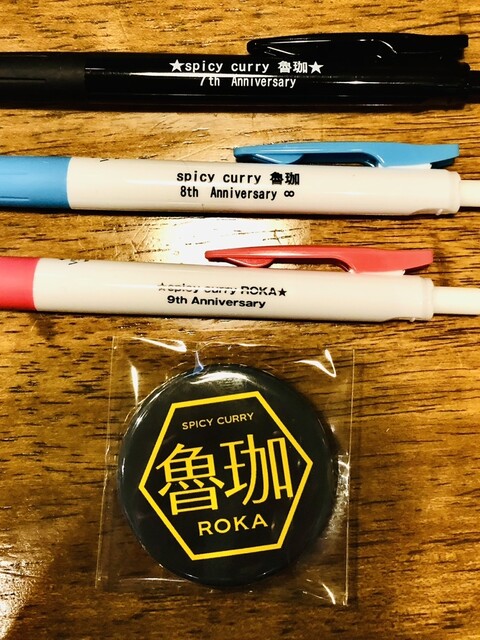 ★spicy curry 魯珈★
7th Anniversary
spicy curry 魯珈
8th Anniversary ∞
★spicy curry ROKA★
9th Anniversary
SPICY CURRY
魯珈
ROKA